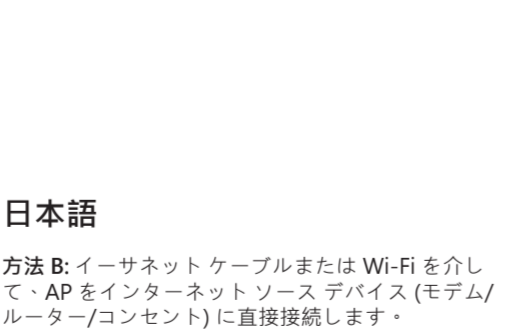 日本語
方法 B: イーサネット ケーブルまたは Wi-Fi を介し
て、AP をインターネット ソース デバイス (モデム/
ルーター/コンセント) に直接接続します。